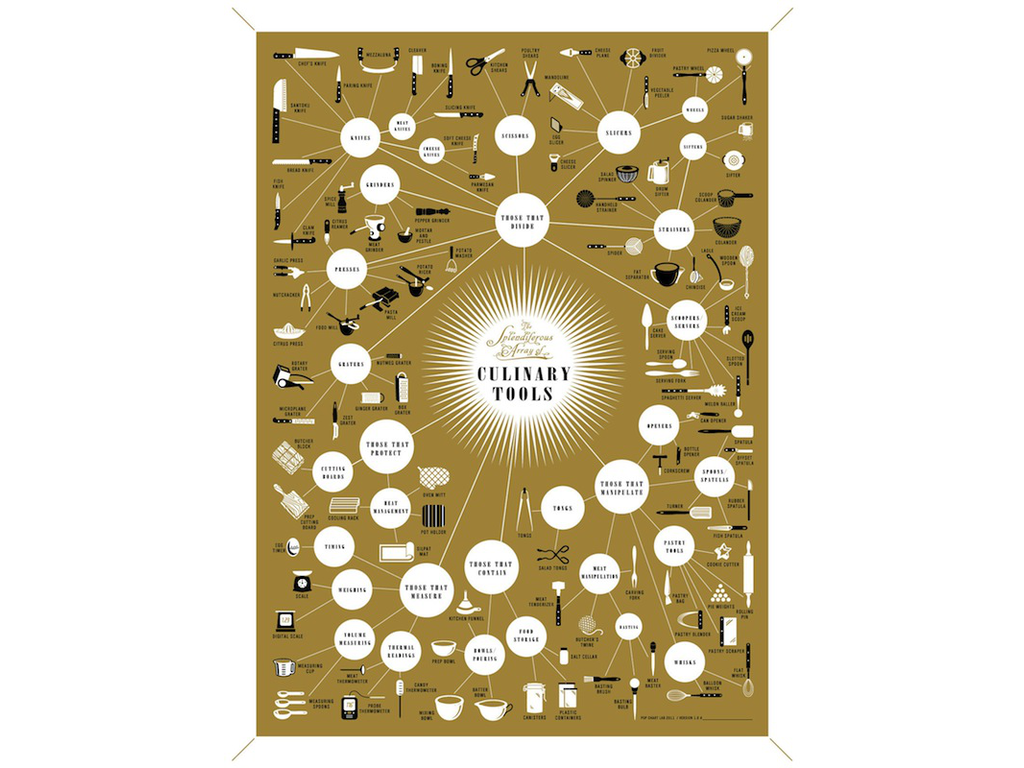 The
Splendiferous
Array of
CULINARY
TOOLS
THOSE THAT
DIVIDE
KNIVES
CHEF'S KNIFE
MEZZALUNA
CLEAVER
BONING
KNIFE
PARING KNIFE
SANTOKU
KNIFE
SLICING KNIFE
MEAT
KNIVES
CHEESE
KNIVES
SOFT CHEESE
KNIFE
PARMESAN
KNIFE
BREAD KNIFE
FISH
KNIFE
CLAM
KNIFE
SCISSORS
KITCHEN
SHEARS
POULTRY
SHEARS
SLICERS
CHEESE
PLANE
FRUIT
DIVIDER
MANDOLINE
VEGETABLE
PEELER
EGG
SLICER
CHEESE
SLICER
WHEELS
PASTRY WHEEL
PIZZA WHEEL
SIFTERS
SUGAR SHAKER
SIFTER
DRUM
SIFTER
STRAINERS
SALAD
SPINNER
HANDHELD
STRAINER
SCOOP
COLANDER
COLANDER
SPIDER
FAT
SEPARATOR
CHINOISE
GRINDERS
SPICE
MILL
PEPPER GRINDER
MEAT
GRINDER
MORTAR
AND
PESTLE
PRESSES
CITRUS
REAMER
GARLIC PRESS
NUTCRACKER
CITRUS PRESS
FOOD MILL
PASTA
MILL
POTATO
RICER
POTATO
MASHER
GRATERS
NUTMEG GRATER
ROTARY
GRATER
GINGER GRATER
BOX
GRATER
MICROPLANE
GRATER
ZEST
GRATER
SCOOPERS/
SERVERS
LADLE
WOODEN
SPOON
ICE
CREAM
SCOOP
CAKE
SERVER
SLOTTED
SPOON
SERVING
SPOON
SERVING FORK
SPAGHETTI SERVER
MELON BALLER
THOSE THAT
PROTECT
CUTTING
BOARDS
BUTCHER
BLOCK
PREP
CUTTING
BOARD
HEAT
MANAGEMENT
OVEN MITT
COOLING RACK
POT HOLDER
SILPAT
MAT
THOSE THAT
MANIPULATE
OPENERS
CAN OPENER
BOTTLE
OPENER
CORKSCREW
SPOONS/
SPATULAS
SPATULA
OFFSET
SPATULA
RUBBER
SPATULA
TURNER
FISH SPATULA
TONGS
TONGS
SALAD TONGS
PASTRY
TOOLS
COOKIE CUTTER
ROLLING
PIN
PIE WEIGHTS
PASTRY
BAG
PASTRY BLENDER
PASTRY SCRAPER
MEAT
MANIPULATION
CARVING
FORK
MEAT
TENDERIZER
BUTCHER'S
TWINE
BASTING
BASTING
BRUSH
BASTING
BULB
MEAT
BASTER
WHISKS
FLAT
WHISK
BALLOON
WHISK
THOSE THAT
CONTAIN
KITCHEN FUNNEL
FOOD
STORAGE
SALT CELLAR
CANISTERS
PLASTIC
CONTAINERS
BOWLS/
POURING
PREP BOWL
MIXING
BOWL
BATTER
BOWL
THOSE THAT
MEASURE
TIMING
EGG
TIMER
WEIGHING
SCALE
DIGITAL SCALE
VOLUME
MEASURING
MEASURING
CUP
MEASURING
SPOONS
THERMAL
READINGS
MEAT
THERMOMETER
CANDY
THERMOMETER
PROBE
THERMOMETER